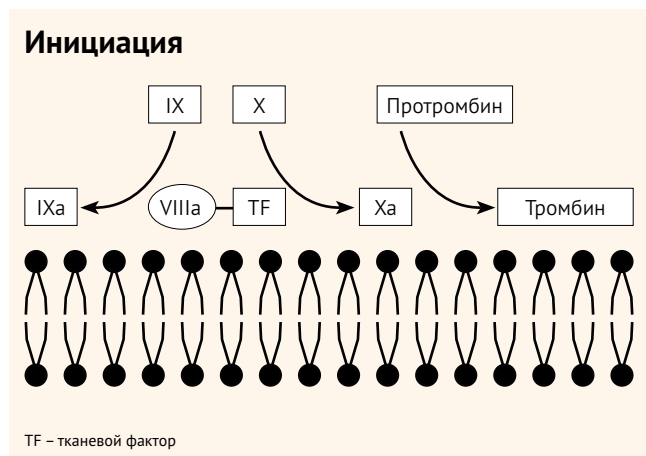 Инициация
IX
X
Протромбин
IXa
VIIIa
TF
Xa
Тромбин
TF – тканевой фактор